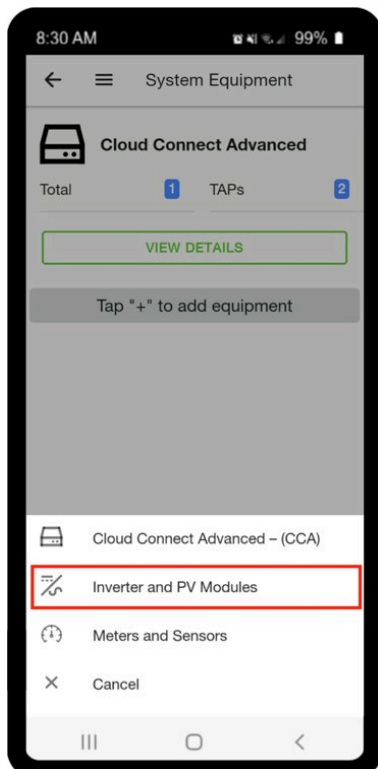 8:30 AM 99%
System Equipment
Cloud Connect Advanced
Total 1 TAPs 2
VIEW DETAILS
Tap "+" to add equipment
Cloud Connect Advanced – (CCA)
Inverter and PV Modules
Meters and Sensors
Cancel